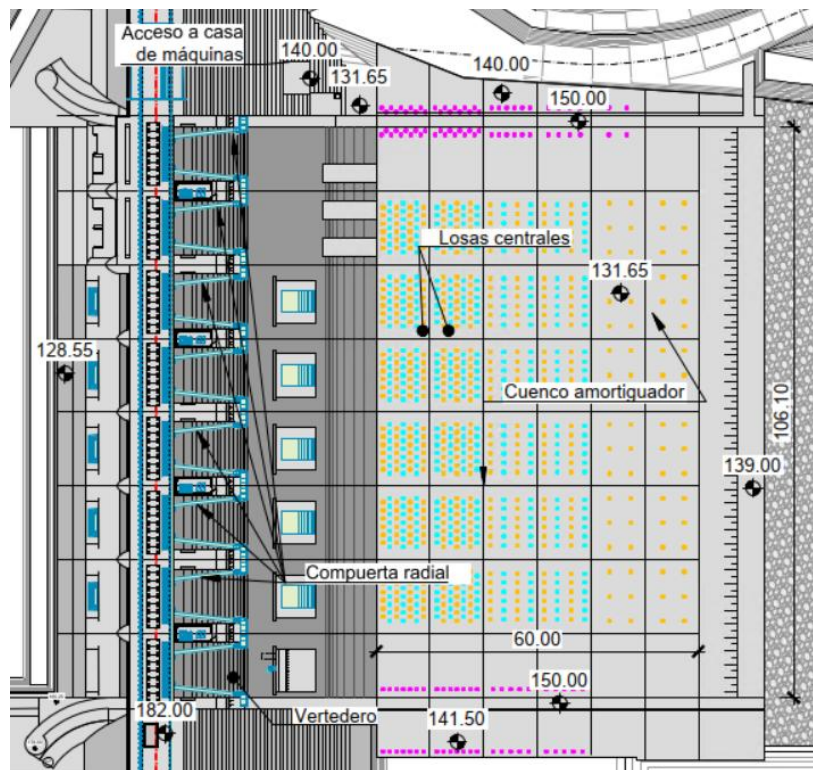 Acceso a casa
de máquinas
140.00
131.65
140.00
150.00
Losas centrales
131.65
128.55
Cuenco amortiguador
106.10
139.00
Compuerta radial
60.00
150.00
182.00
Vertedero
141.50